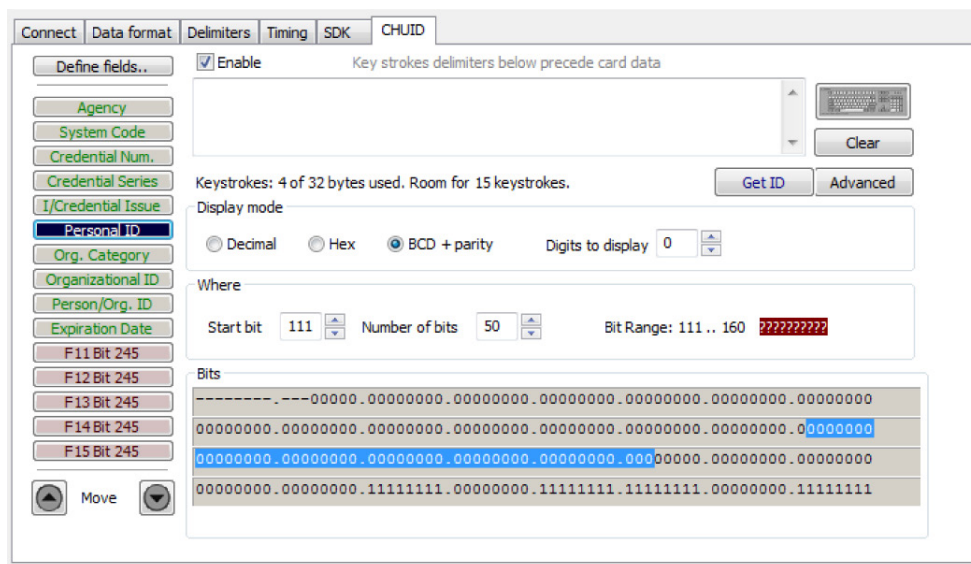 Connect Data format Delimiters Timing SDK CHUID
Define fields..
Enable Key strokes delimiters below precede card data
Agency
System Code
Credential Num.
Clear
Credential Series
Keystrokes: 4 of 32 bytes used. Room for 15 keystrokes. Get ID Advanced
I/Credential Issue
Display mode
Personal ID
Decimal Hex BCD + parity Digits to display 0
Org. Category
Organizational ID
Where
Person/Org. ID
Expiration Date
Start bit 111 Number of bits 50 Bit Range: 111 .. 160 ??????????
F11 Bit 245
F12 Bit 245
Bits
F13 Bit 245
--------.---00000.00000000.00000000.00000000.00000000.00000000.00000000
F14 Bit 245
00000000.00000000.00000000.00000000.00000000.00000000.00000000.00000000
F15 Bit 245
00000000.00000000.00000000.00000000.00000000.00000000.00000000.00000000
Move
00000000.00000000.11111111.00000000.11111111.11111111.00000000.11111111